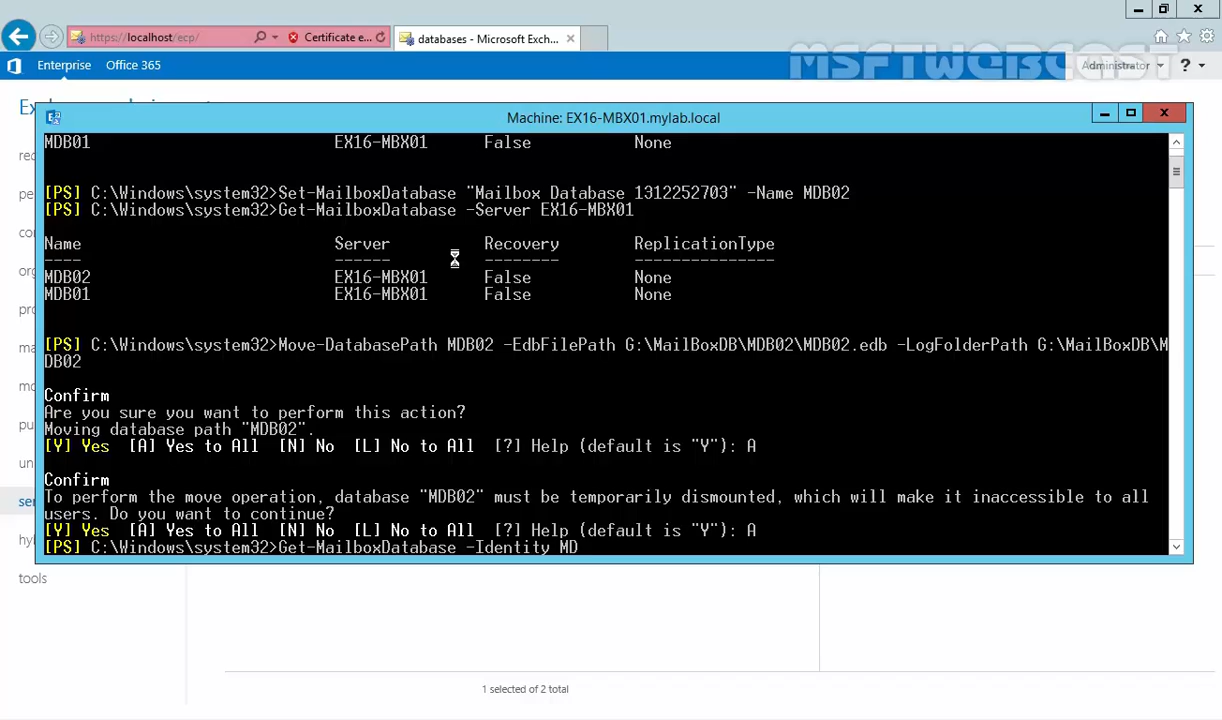 https://localhost/ecp/
Certificate e...
databases - Microsoft Exch...
MSFTWEBCAST
Enterprise
Office 365
Administrator
?
Ex
Machine: EX16-MBX01.mylab.local
MDB01 EX16-MBX01 False None
[PS] C:\Windows\system32>Set-MailboxDatabase "Mailbox Database 1312252703" -Name MDB02
[PS] C:\Windows\system32>Get-MailboxDatabase -Server EX16-MBX01
Name Server Recovery ReplicationType
---- ------ -------- ---------------
MDB02 EX16-MBX01 False None
MDB01 EX16-MBX01 False None
[PS] C:\Windows\system32>Move-DatabasePath MDB02 -EdbFilePath G:\MailBoxDB\MDB02\MDB02.edb -LogFolderPath G:\MailBoxDB\M
DB02
Confirm
Are you sure you want to perform this action?
Moving database path "MDB02".
[Y] Yes [A] Yes to All [N] No [L] No to All [?] Help (default is "Y"): A
Confirm
To perform the move operation, database "MDB02" must be temporarily dismounted, which will make it inaccessible to all
users. Do you want to continue?
[Y] Yes [A] Yes to All [N] No [L] No to All [?] Help (default is "Y"): A
[PS] C:\Windows\system32>Get-MailboxDatabase -Identity MD
rec
pe
co
org
pro
ma
mo
pu
un
ser
hy
tools
1 selected of 2 total